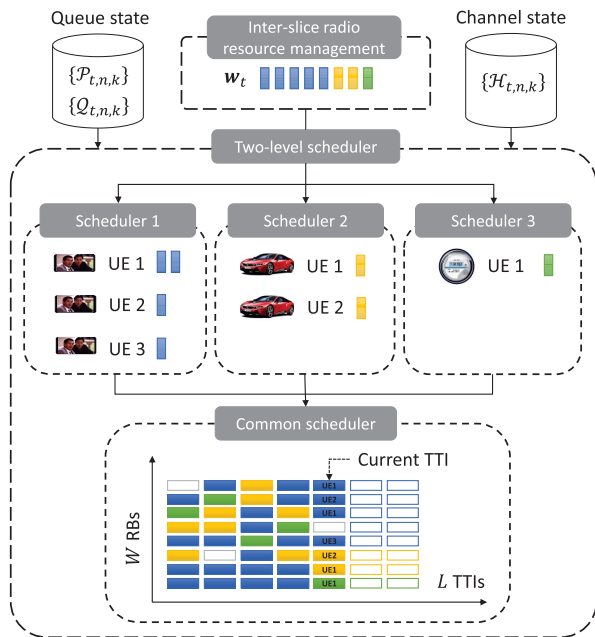 Queue state
Inter-slice radio
resource management
Channel state
{𝒫t,n,k}
{𝒬t,n,k}
wt
{ℋt,n,k}
Two-level scheduler
Scheduler 1
Scheduler 2
Scheduler 3
UE 1
UE 1
UE 1
UE 2
UE 2
UE 3
Common scheduler
Current TTI
UE1
UE2
UE1
UE3
UE2
UE1
UE1
W RBs
L TTIs